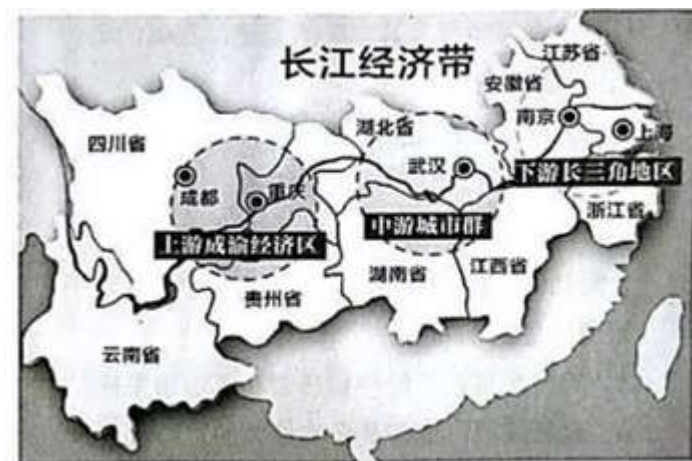 长江经济带
江苏省
安徽省
南京
上海
湖北省
四川省
武汉
下游长三角地区
成都
重庆
浙江省
中游城市群
上游成渝经济区
湖南省
江西省
贵州省
云南省